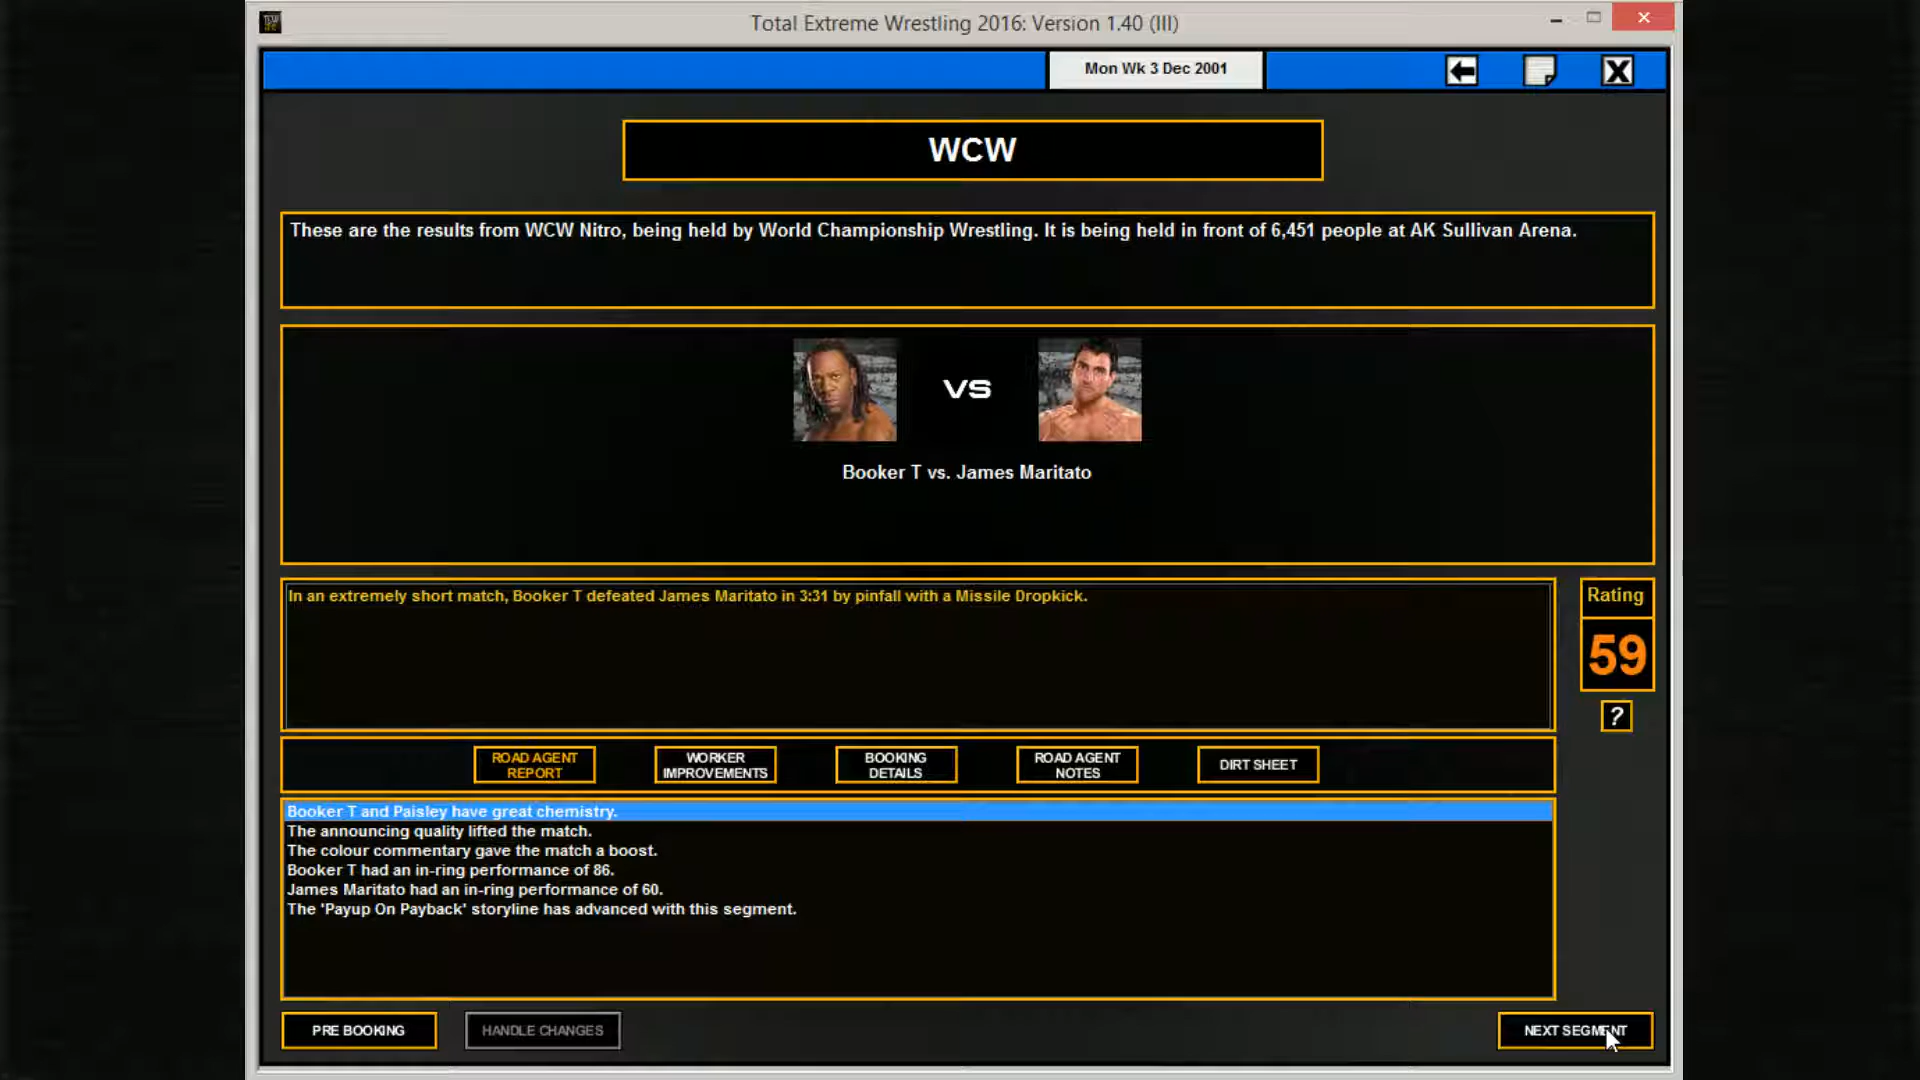 Total Extreme Wrestling 2016: Version 1.40 (III)
Mon Wk 3 Dec 2001
WCW
These are the results from WCW Nitro, being held by World Championship Wrestling. It is being held in front of 6,451 people at AK Sullivan Arena.
VS
Booker T vs. James Maritato
In an extremely short match, Booker T defeated James Maritato in 3:31 by pinfall with a Missile Dropkick.
Rating
59
?
ROAD AGENT
REPORT
WORKER
IMPROVEMENTS
BOOKING
DETAILS
ROAD AGENT
NOTES
DIRT SHEET
Booker T and Paisley have great chemistry.
The announcing quality lifted the match.
The colour commentary gave the match a boost.
Booker T had an in-ring performance of 86.
James Maritato had an in-ring performance of 60.
The 'Payup On Payback' storyline has advanced with this segment.
PRE BOOKING
HANDLE CHANGES
NEXT SEGMENT